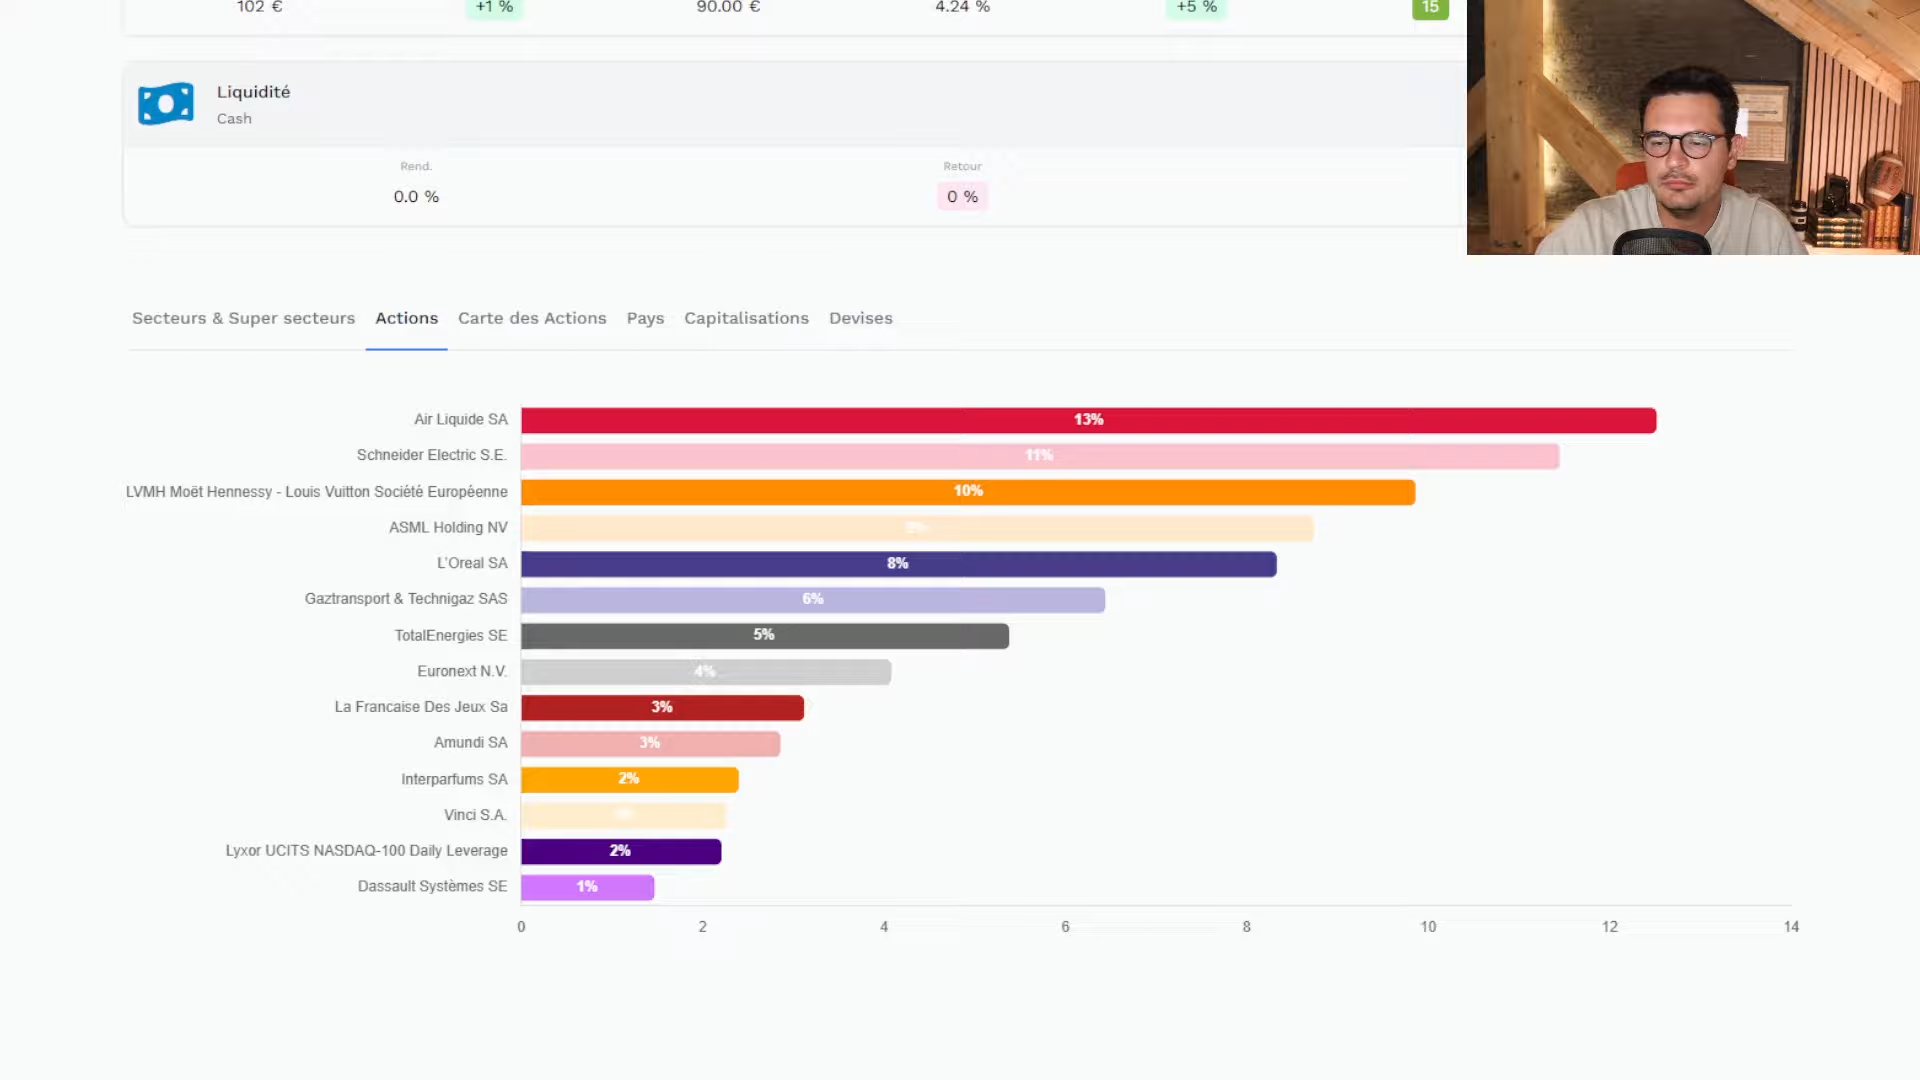 102 € +1 % 90.00 € 4.24 % +5 % 15
Liquidité
Cash
Rend. Retour
0.0 % 0 %
Secteurs & Super secteurs Actions Carte des Actions Pays Capitalisations Devises
Air Liquide SA 13%
Schneider Electric S.E. 11%
LVMH Moët Hennessy - Louis Vuitton Société Européenne 10%
ASML Holding NV
L'Oreal SA 8%
Gaztransport & Technigaz SAS 6%
TotalEnergies SE 5%
Euronext N.V. 4%
La Francaise Des Jeux Sa 3%
Amundi SA 3%
Interparfums SA 2%
Vinci S.A.
Lyxor UCITS NASDAQ-100 Daily Leverage 2%
Dassault Systèmes SE 1%
0 2 4 6 8 10 12 14